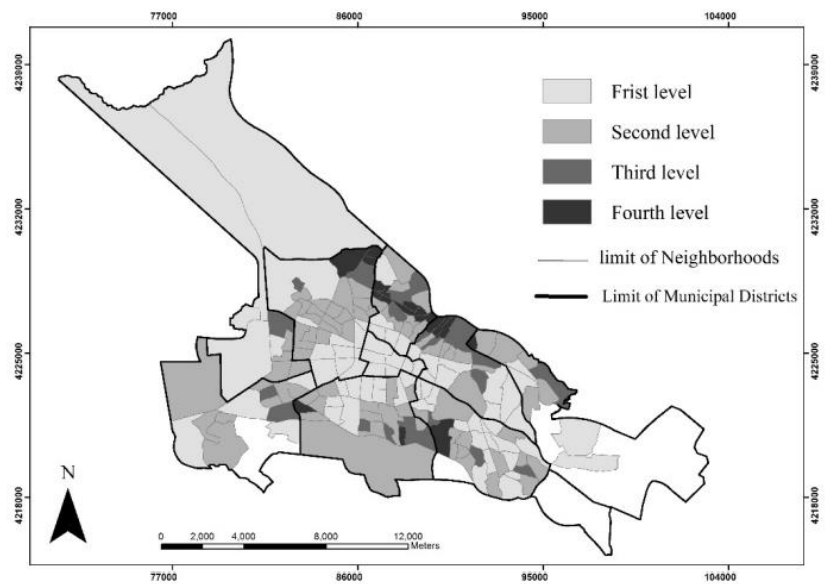 77000 86000 95000 104000
4239000 4239000
Frist level
Second level
Third level
4232000 4232000
Fourth level
limit of Neighborhoods
Limit of Municipal Districts
4225000 4225000
N
4218000 4218000
0 2,000 4,000 8,000 12,000
Meters
77000 86000 95000 104000